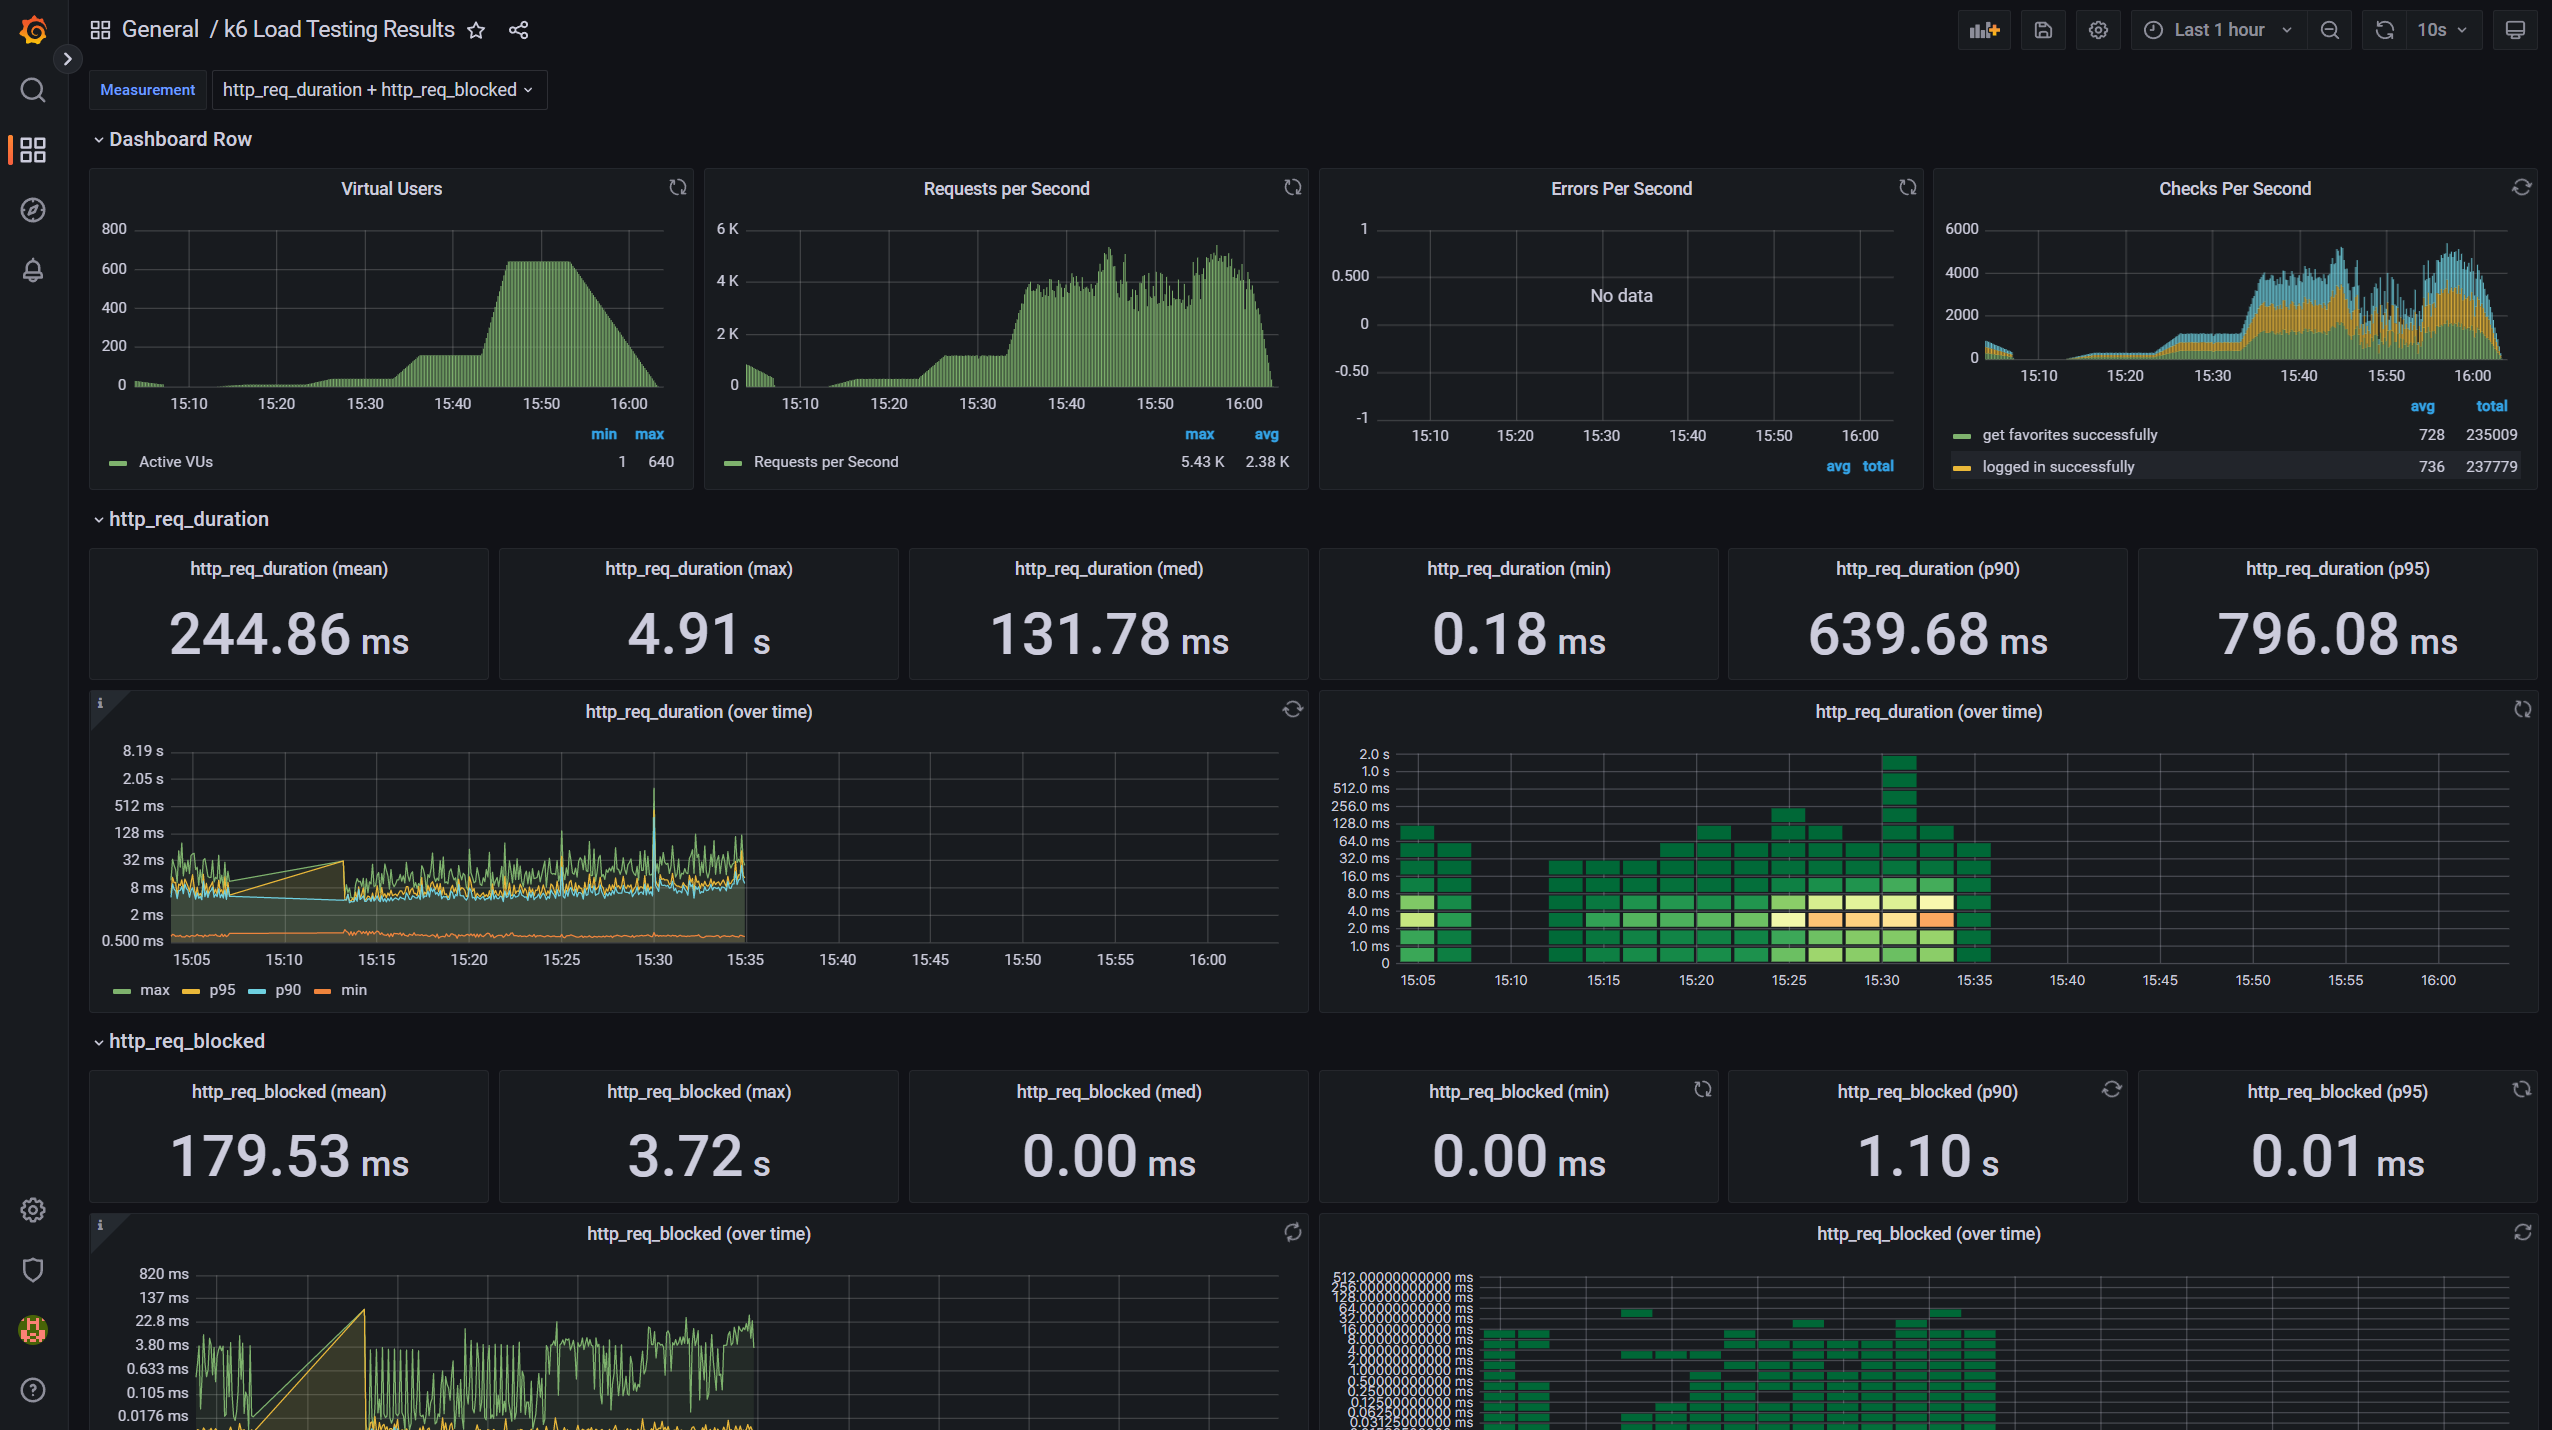 General / k6 Load Testing Results
Last 1 hour
10s
Measurement
http_req_duration + http_req_blocked
Dashboard Row
Virtual Users
800
600
400
200
0
15:10 15:20 15:30 15:40 15:50 16:00
min max
Active VUs 1 640
Requests per Second
6 K
4 K
2 K
0
15:10 15:20 15:30 15:40 15:50 16:00
max avg
Requests per Second 5.43 K 2.38 K
Errors Per Second
1
0.500
0
-0.50
-1
No data
15:10 15:20 15:30 15:40 15:50 16:00
avg total
Checks Per Second
6000
4000
2000
0
15:10 15:20 15:30 15:40 15:50 16:00
avg total
get favorites successfully 728 235009
logged in successfully 736 237779
http_req_duration
http_req_duration (mean)
244.86 ms
http_req_duration (max)
4.91 s
http_req_duration (med)
131.78 ms
http_req_duration (min)
0.18 ms
http_req_duration (p90)
639.68 ms
http_req_duration (p95)
796.08 ms
http_req_duration (over time)
8.19 s
2.05 s
512 ms
128 ms
32 ms
8 ms
2 ms
0.500 ms
15:05 15:10 15:15 15:20 15:25 15:30 15:35 15:40 15:45 15:50 15:55 16:00
max p95 p90 min
http_req_duration (over time)
2.0 s
1.0 s
512.0 ms
256.0 ms
128.0 ms
64.0 ms
32.0 ms
16.0 ms
8.0 ms
4.0 ms
2.0 ms
1.0 ms
0
15:05 15:10 15:15 15:20 15:25 15:30 15:35 15:40 15:45 15:50 15:55 16:00
http_req_blocked
http_req_blocked (mean)
179.53 ms
http_req_blocked (max)
3.72 s
http_req_blocked (med)
0.00 ms
http_req_blocked (min)
0.00 ms
http_req_blocked (p90)
1.10 s
http_req_blocked (p95)
0.01 ms
http_req_blocked (over time)
820 ms
137 ms
22.8 ms
3.80 ms
0.633 ms
0.105 ms
0.0176 ms
http_req_blocked (over time)
512.00000000000 ms
256.00000000000 ms
128.00000000000 ms
64.00000000000 ms
32.00000000000 ms
16.00000000000 ms
8.00000000000 ms
4.00000000000 ms
2.00000000000 ms
1.00000000000 ms
0.50000000000 ms
0.25000000000 ms
0.12500000000 ms
0.06250000000 ms
0.03125000000 ms